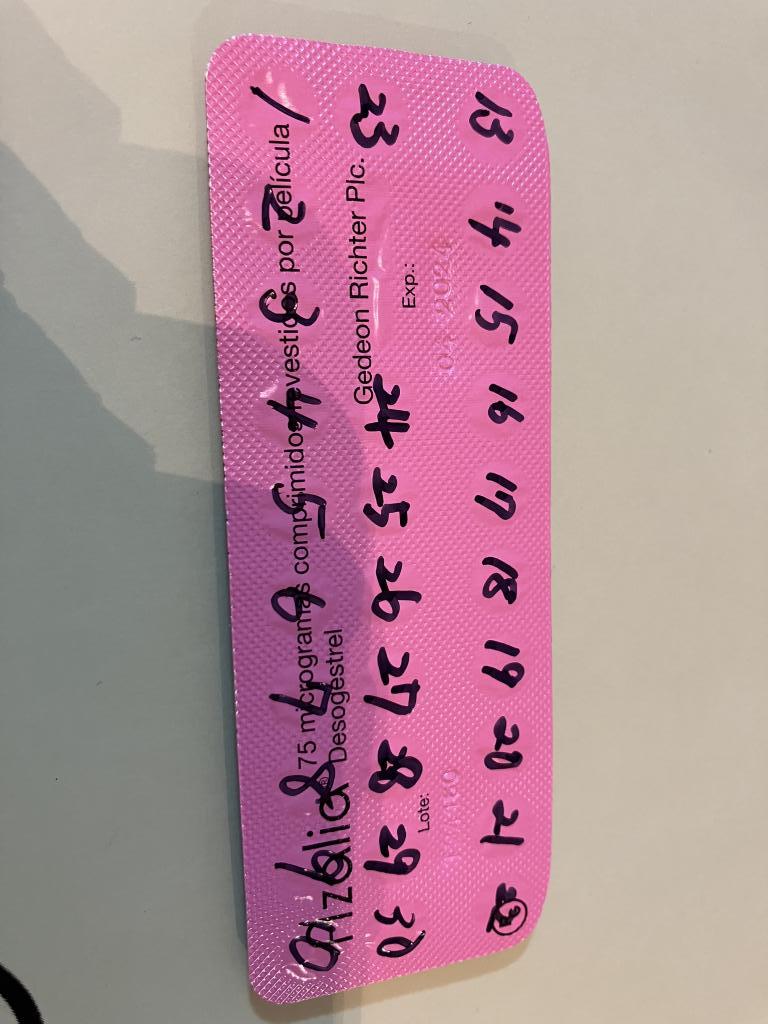 Azalia® 75 microgramas comprimidos revestidos por película
Desogestrel
Gedeon Richter Plc.
Lote:
Exp.: 2024
1 2 3 4 5 6 7 8
23 24 25 26 27 28 29 30
13 14 15 16 17 18 19 20 21